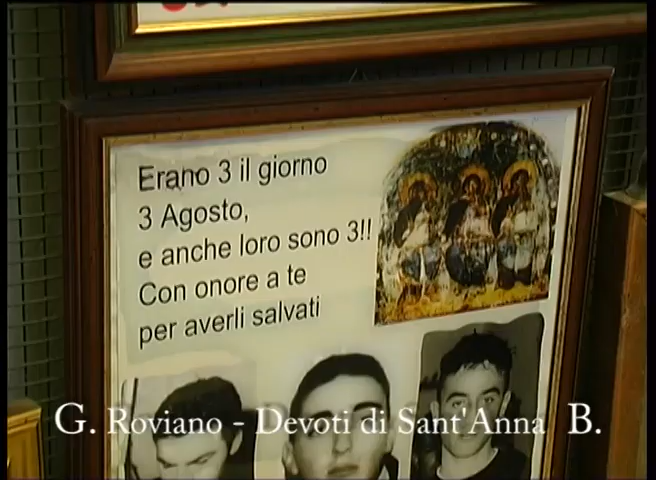 Erano 3 il giorno
3 Agosto,
e anche loro sono 3!!
Con onore a te
per averli salvati
G. Roviano - Devoti di Sant'Anna B.